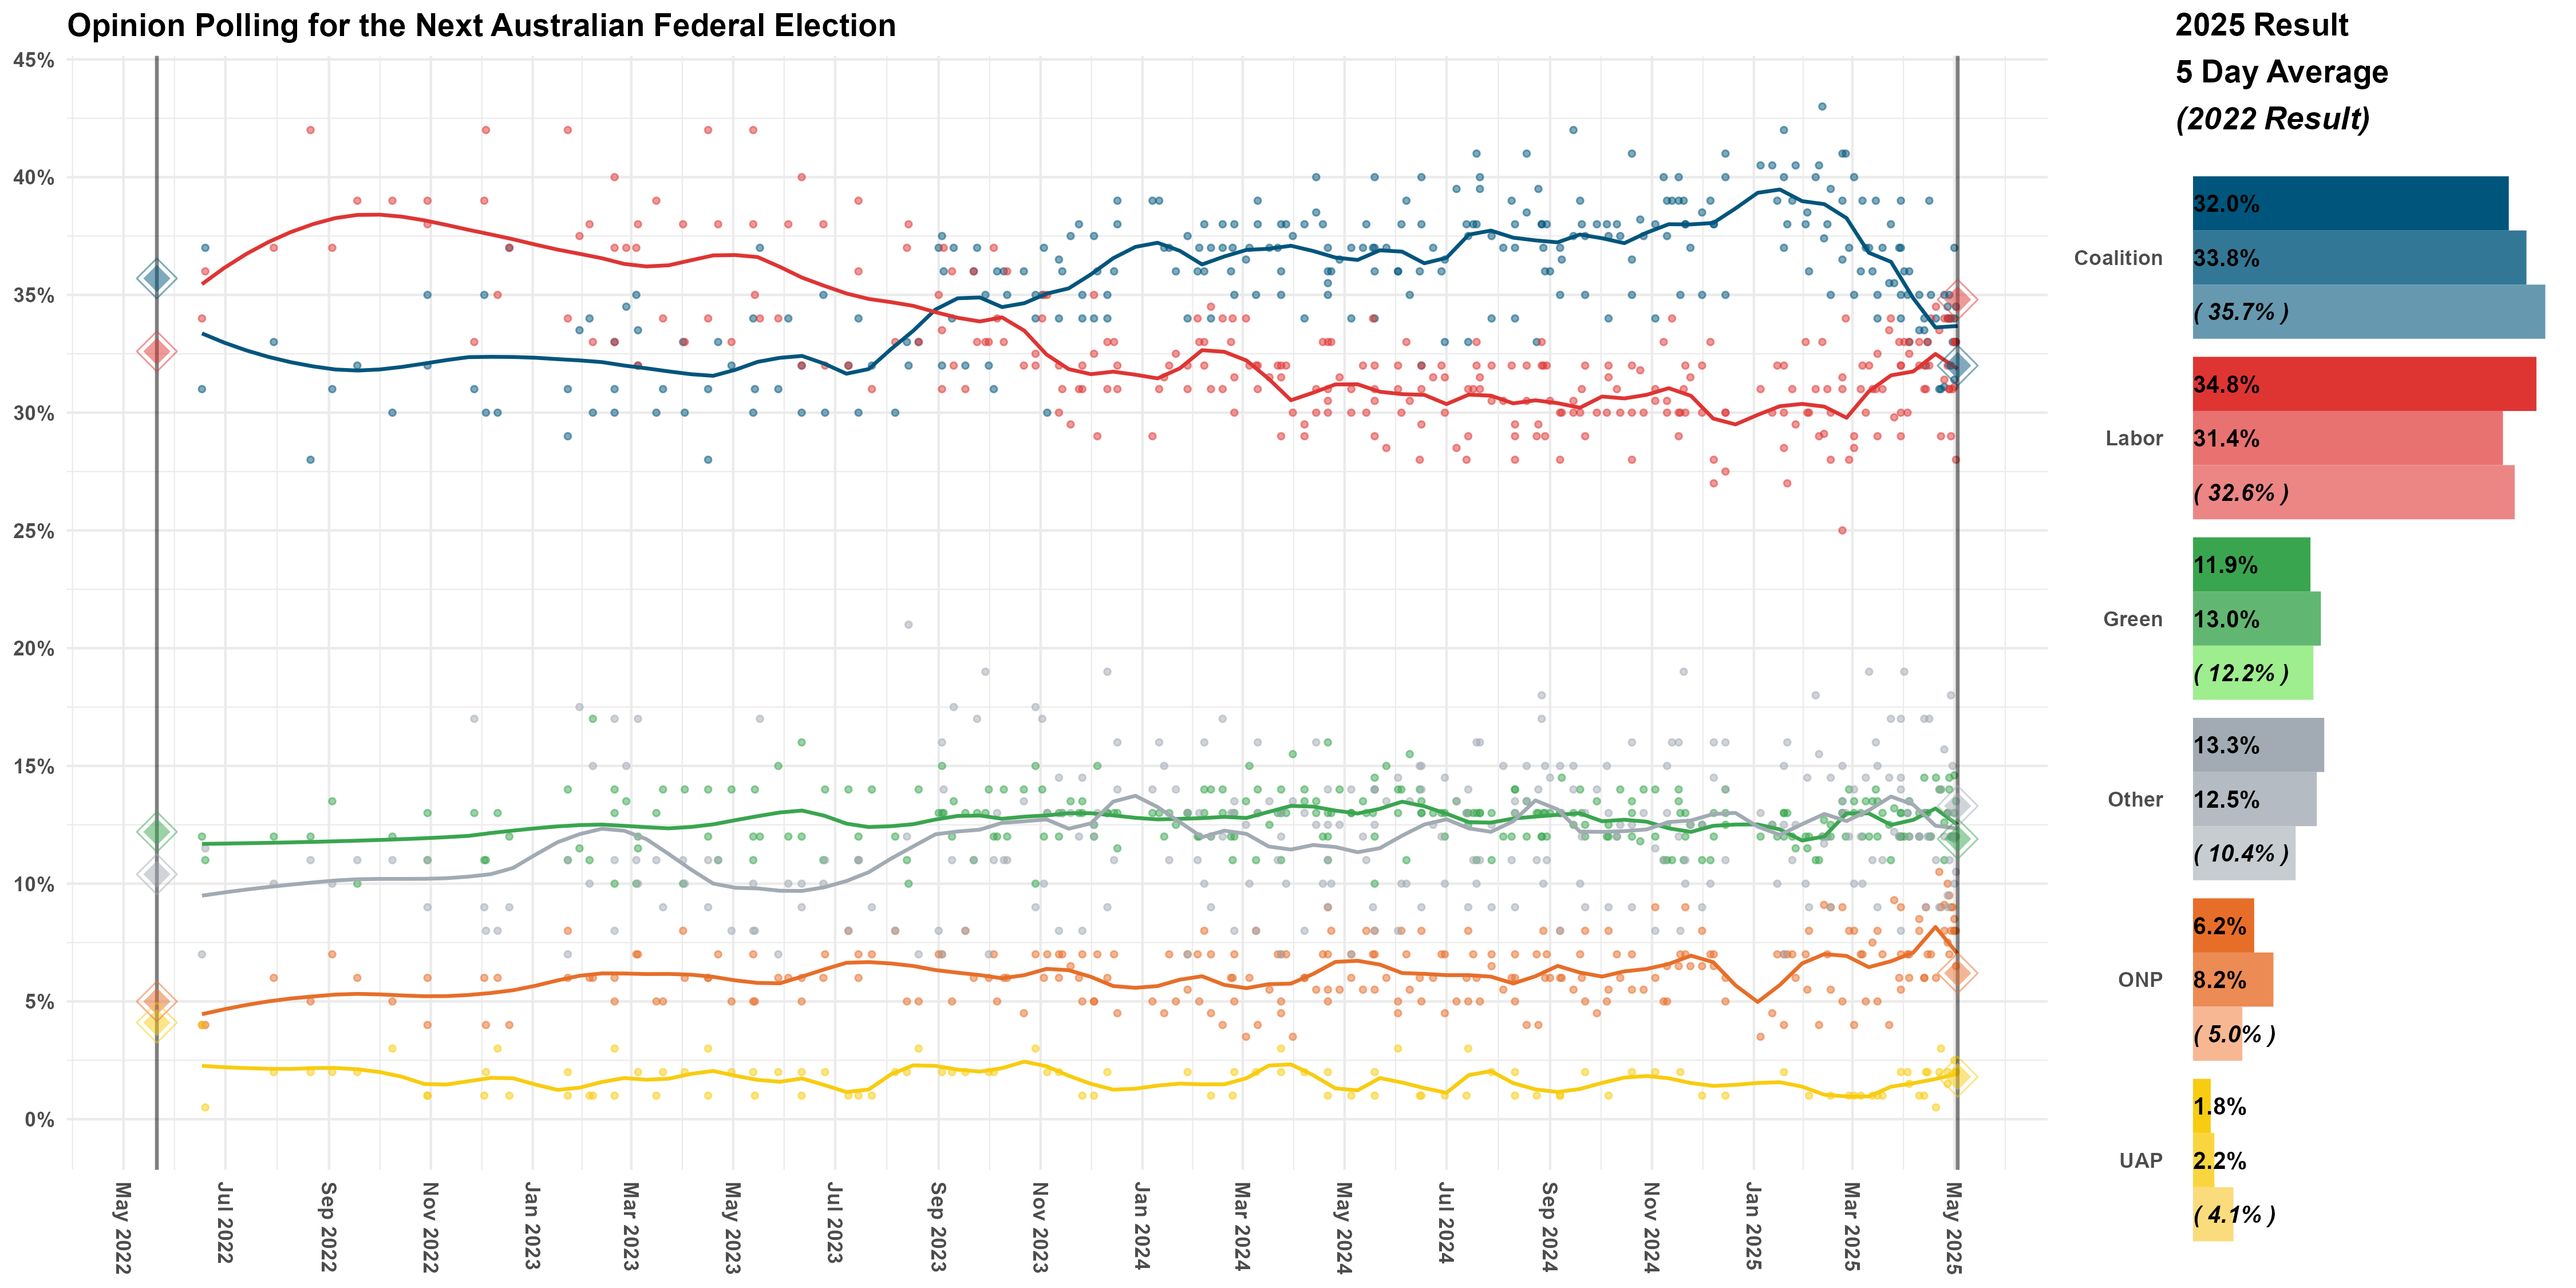 Opinion Polling for the Next Australian Federal Election
45%
40%
35%
30%
25%
20%
15%
10%
5%
0%
May 2022
Jul 2022
Sep 2022
Nov 2022
Jan 2023
Mar 2023
May 2023
Jul 2023
Sep 2023
Nov 2023
Jan 2024
Mar 2024
May 2024
Jul 2024
Sep 2024
Nov 2024
Jan 2025
Mar 2025
May 2025
2025 Result
5 Day Average
(2022 Result)
Coalition
32.0%
33.8%
( 35.7% )
Labor
34.8%
31.4%
( 32.6% )
Green
11.9%
13.0%
( 12.2% )
Other
13.3%
12.5%
( 10.4% )
ONP
6.2%
8.2%
( 5.0% )
UAP
1.8%
2.2%
( 4.1% )